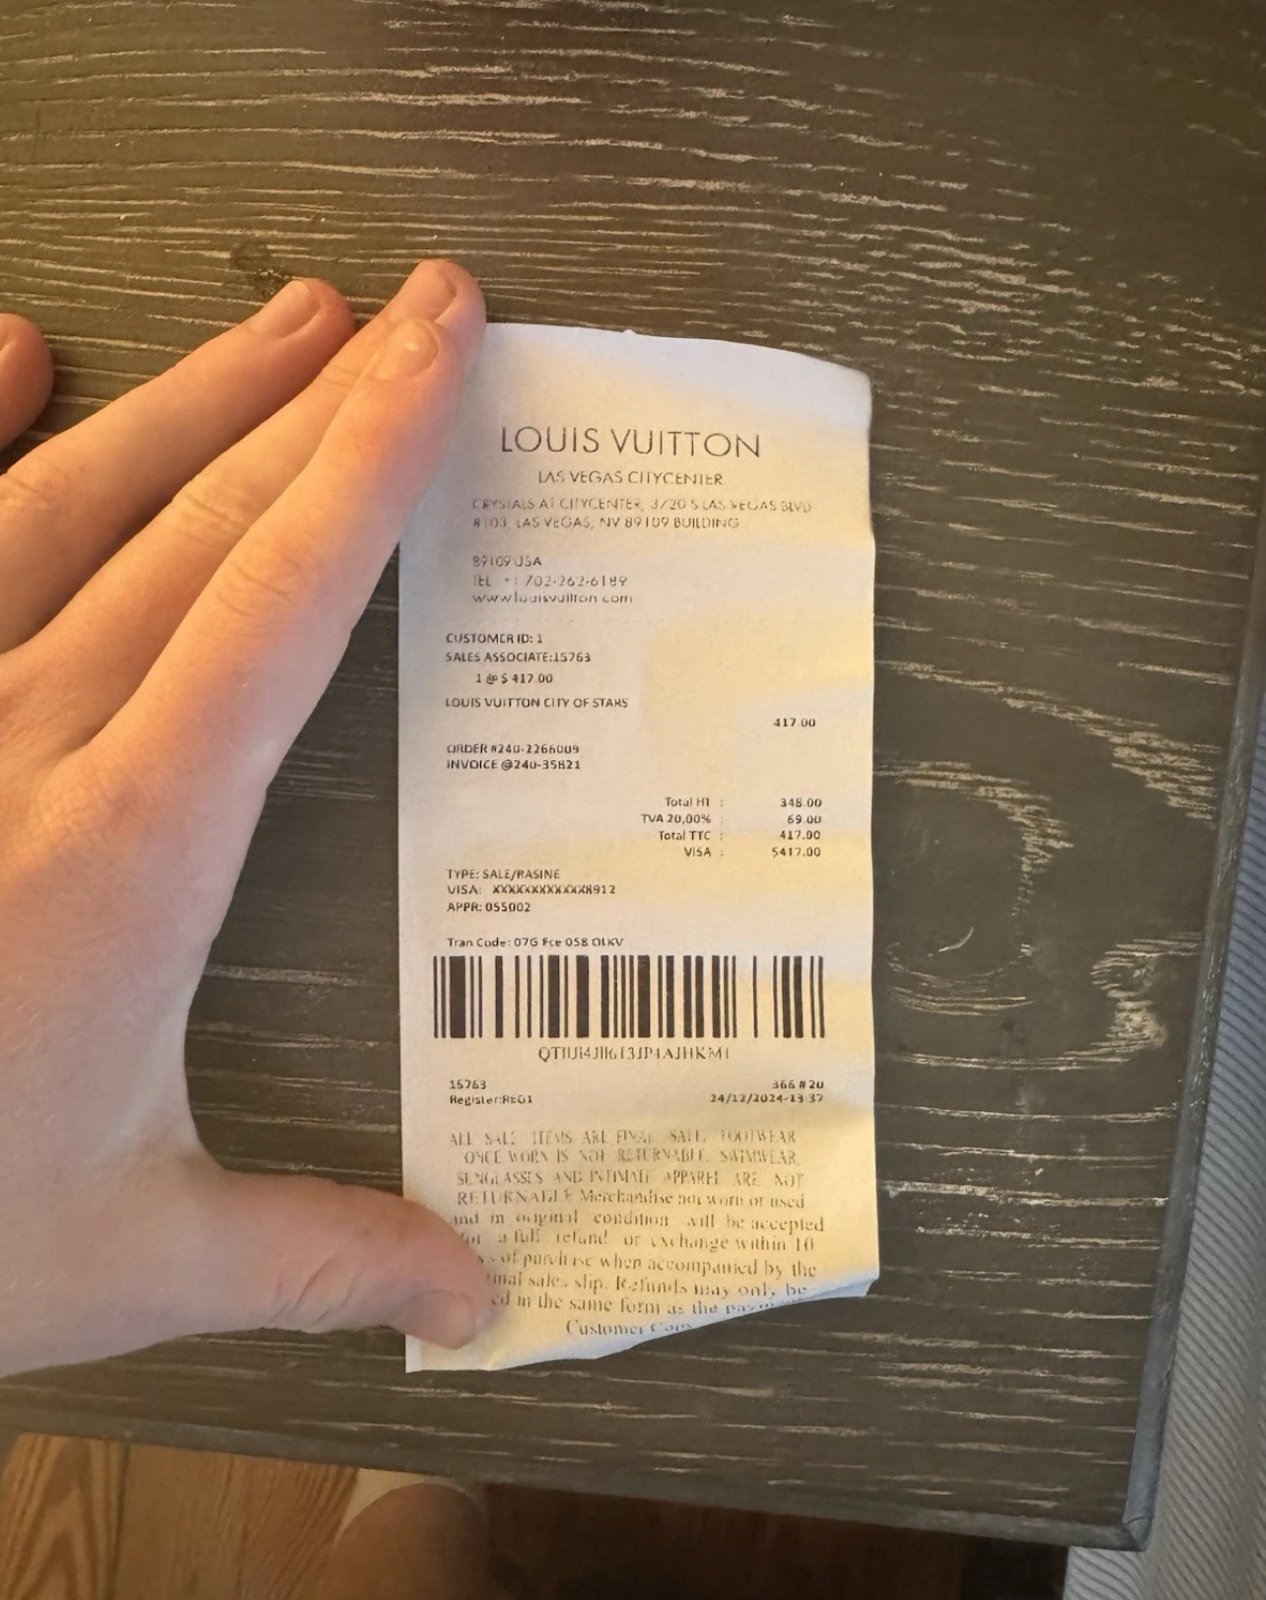 LOUIS VUITTON
LAS VEGAS CITYCENTER
CRYSTALS AT CITYCENTER, 3720 S LAS VEGAS BLVD
#103, LAS VEGAS, NV 89109 BUILDING
89109 USA
TEL +1 702-262-6189
www.louisvuitton.com
CUSTOMER ID: 1
SALES ASSOCIATE:15763
1 @ $ 417.00
LOUIS VUITTON CITY OF STARS
417.00
ORDER #240-2266009
INVOICE @240-35821
Total HT : 348.00
TVA 20,00% : 69.00
Total TTC : 417.00
VISA : $417.00
TYPE: SALE/RASINE
VISA: XXXXXXXXXXXX8912
APPR: 055002
Tran Code: 07G Fce 058 OLKV
15763 366 #20
Register:REG1 24/12/2024-13:37
ALL SALE ITEMS ARE FINAL SALE. FOOTWEAR
ONCE WORN IS NOT RETURNABLE. SWIMWEAR,
SUNGLASSES AND INTIMATE APPAREL ARE NOT
RETURNABLE Merchandise not worn or used
and in original condition will be accepted
for a full refund or exchange within 10
of purchase when accompanied by the
sales slip. Refunds may only be
in the same form as the
Customer Copy